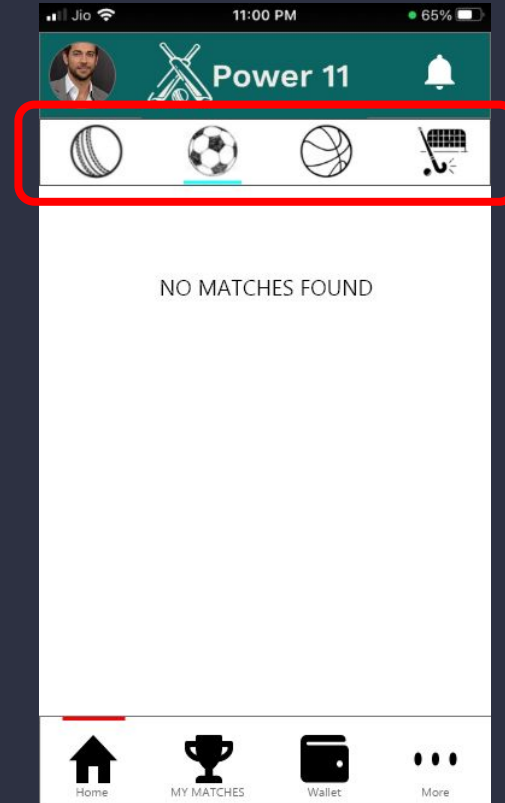 Jio 11:00 PM 65%
Power 11
NO MATCHES FOUND
Home MY MATCHES Wallet More